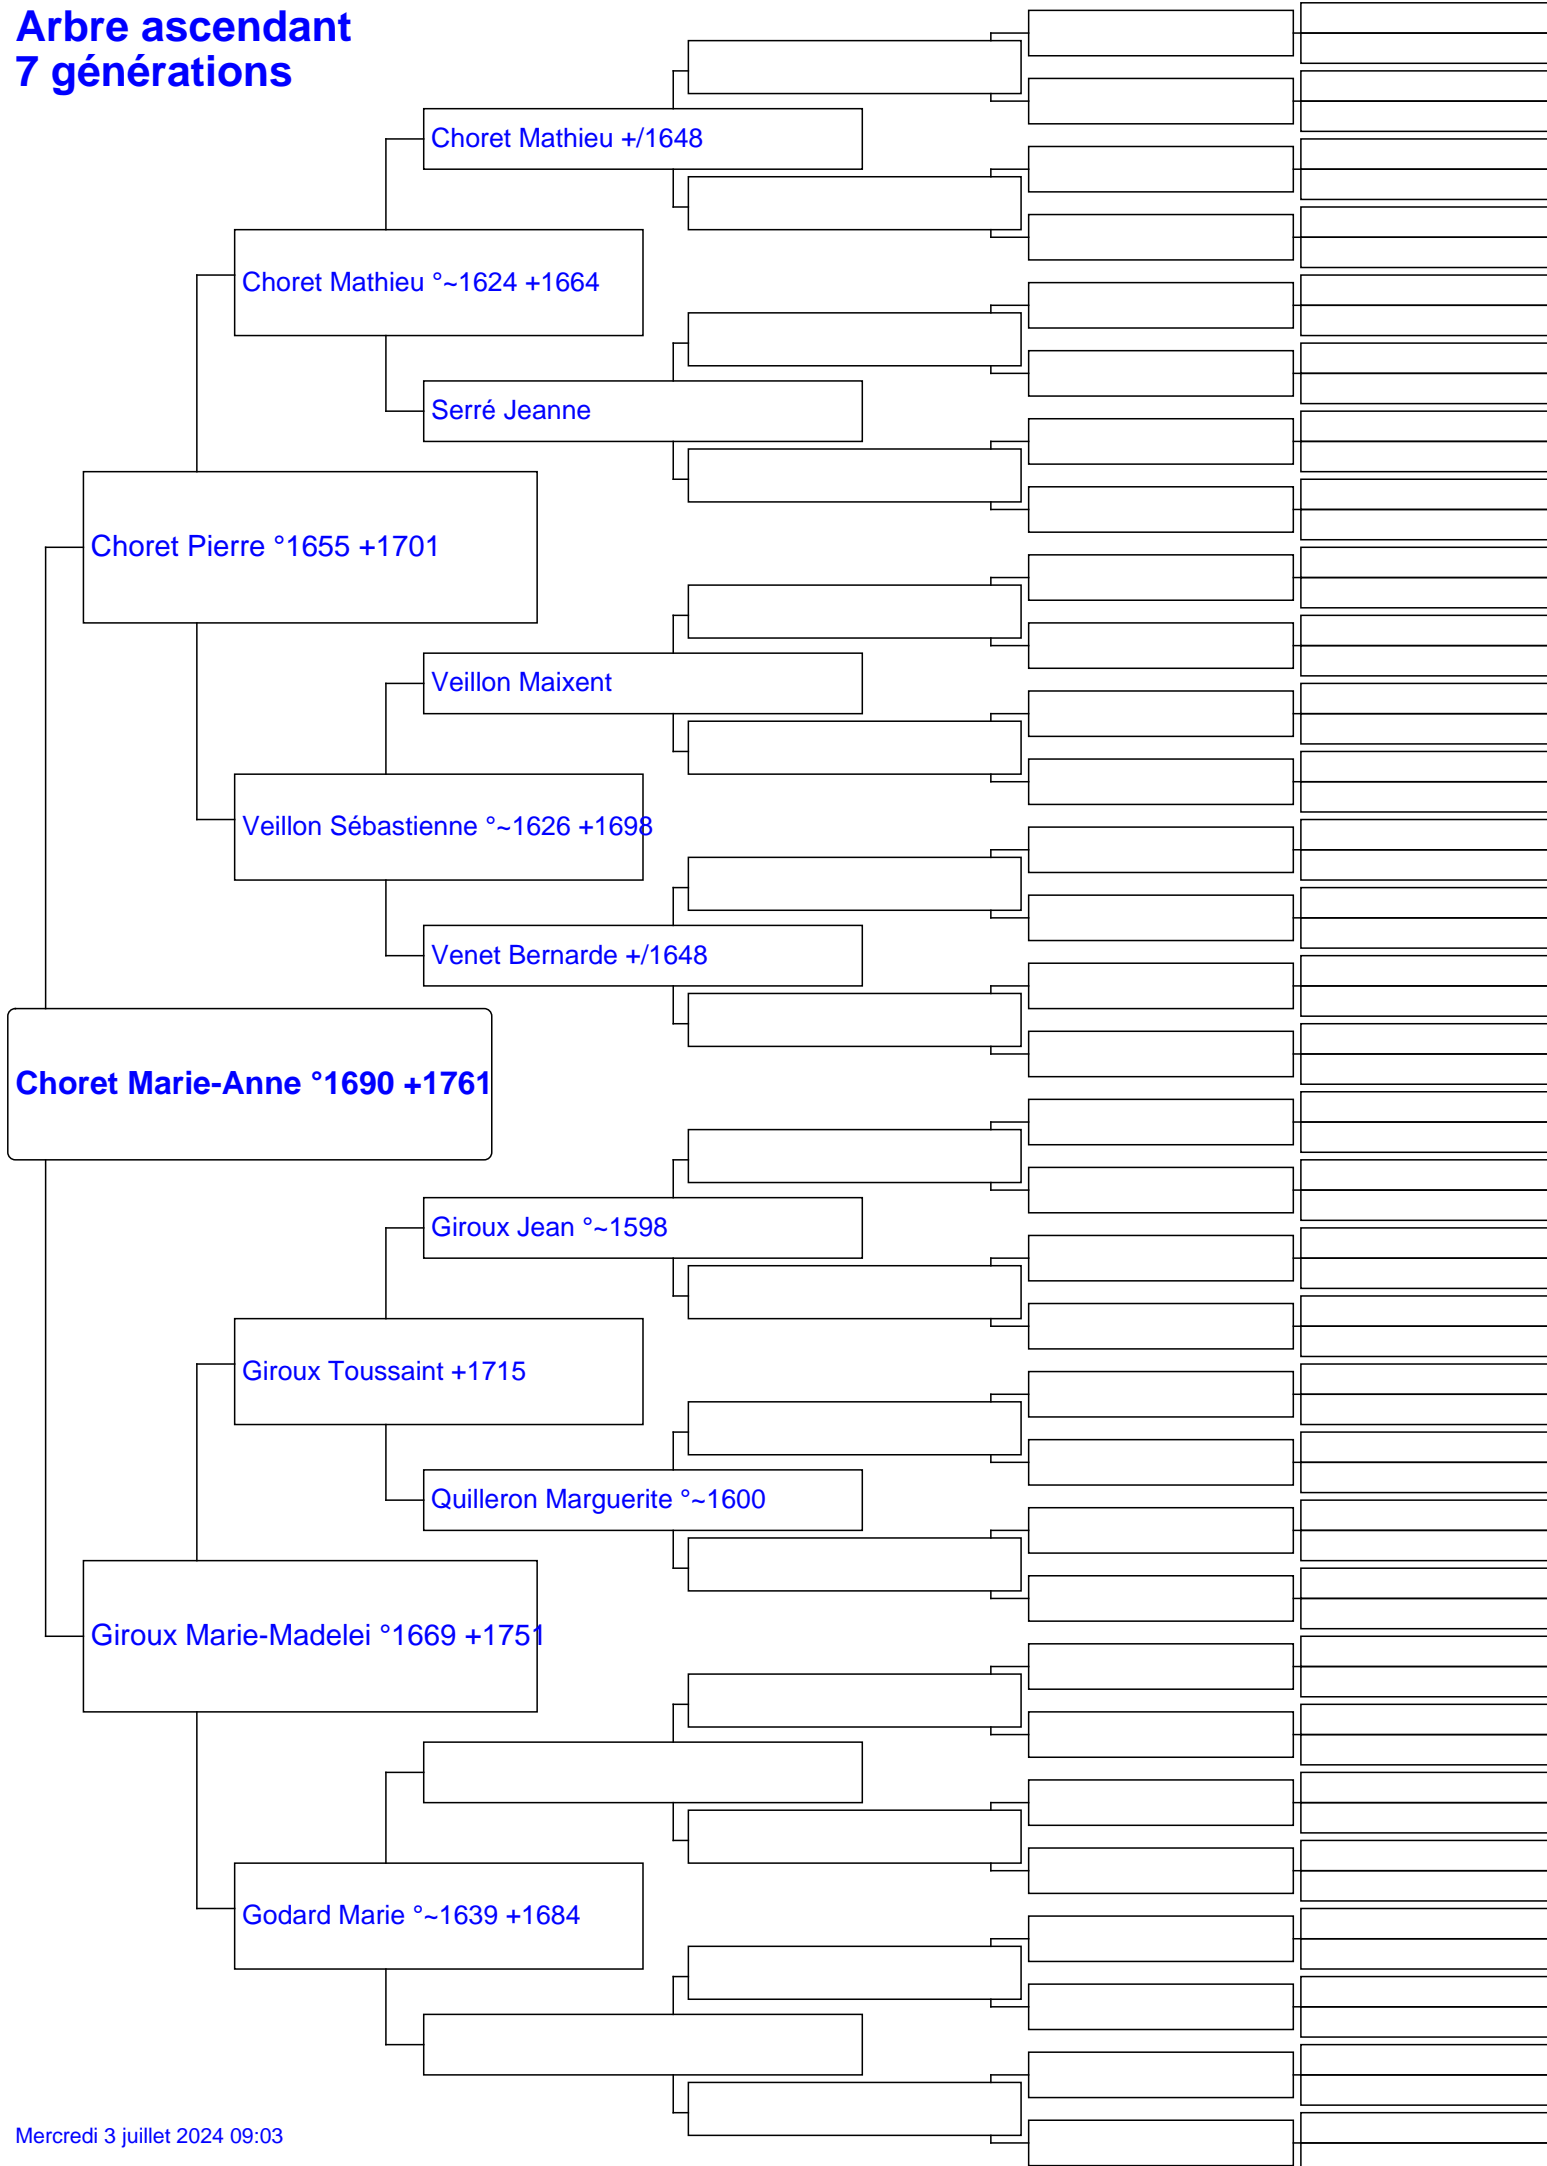 Arbre ascendant
7 générations
Choret Mathieu +/1648
Choret Mathieu °~1624 +1664
Serré Jeanne
Choret Pierre °1655 +1701
Veillon Maixent
Veillon Sébastienne °~1626 +1698
Venet Bernarde +/1648
Choret Marie-Anne °1690 +1761
Giroux Jean °~1598
Giroux Toussaint +1715
Quilleron Marguerite °~1600
Giroux Marie-Madelei °1669 +1751
Godard Marie °~1639 +1684
Mercredi 3 juillet 2024 09:03